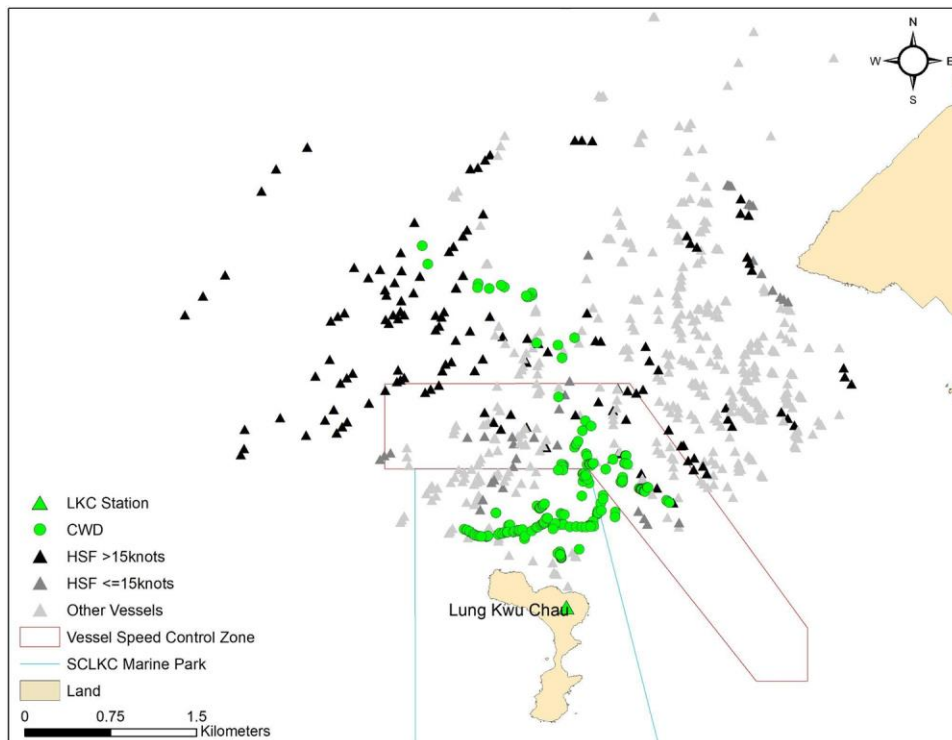 N
W E
S
LKC Station
CWD
HSF >15knots
HSF <=15knots
Other Vessels
Lung Kwu Chau
Vessel Speed Control Zone
SCLKC Marine Park
Land
0 0.75 1.5
Kilometers